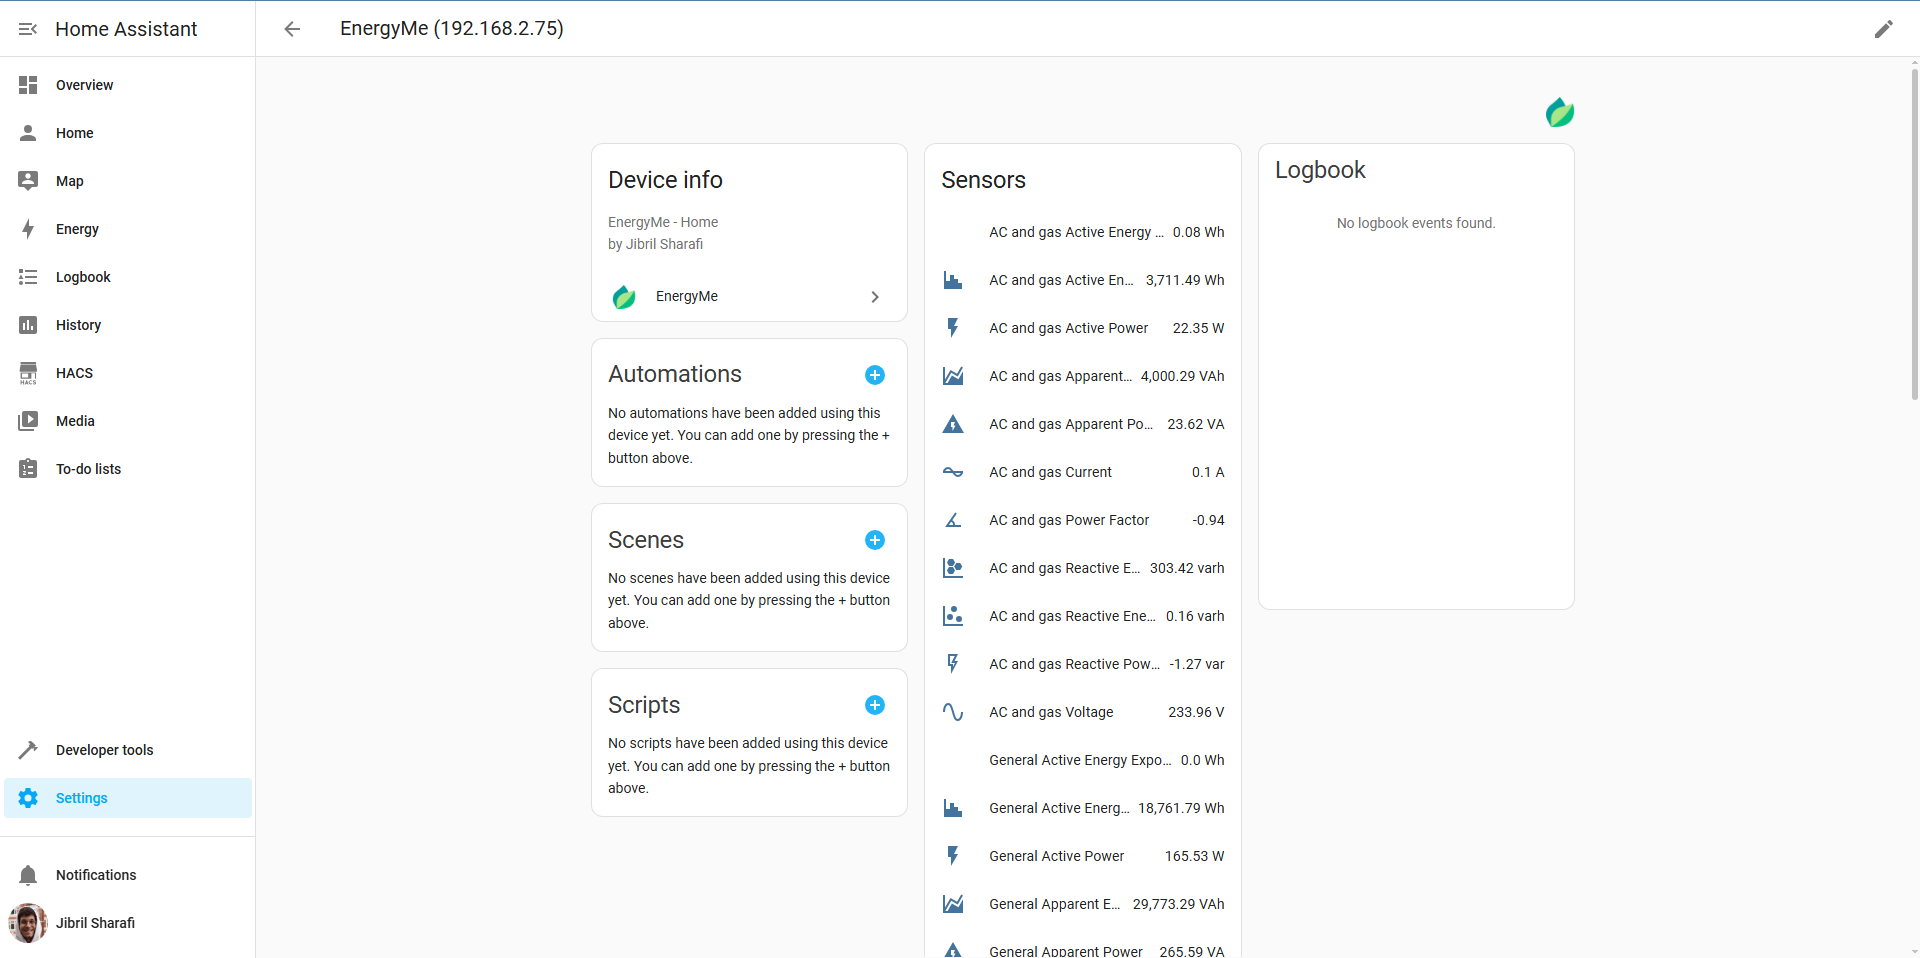 Home Assistant
EnergyMe (192.168.2.75)
Overview
Home
Map
Energy
Logbook
History
HACS
HACS
Media
To-do lists
Developer tools
Settings
Notifications
Jibril Sharafi
Device info
EnergyMe - Home
by Jibril Sharafi
EnergyMe
Automations
No automations have been added using this
device yet. You can add one by pressing the +
button above.
Scenes
No scenes have been added using this device
yet. You can add one by pressing the + button
above.
Scripts
No scripts have been added using this device
yet. You can add one by pressing the + button
above.
Sensors
AC and gas Active Energy ... 0.08 Wh
AC and gas Active En... 3,711.49 Wh
AC and gas Active Power 22.35 W
AC and gas Apparent... 4,000.29 VAh
AC and gas Apparent Po... 23.62 VA
AC and gas Current 0.1 A
AC and gas Power Factor -0.94
AC and gas Reactive E... 303.42 varh
AC and gas Reactive Ene... 0.16 varh
AC and gas Reactive Pow... -1.27 var
AC and gas Voltage 233.96 V
General Active Energy Expo... 0.0 Wh
General Active Energ... 18,761.79 Wh
General Active Power 165.53 W
General Apparent E... 29,773.29 VAh
General Apparent Power 265.59 VA
Logbook
No logbook events found.